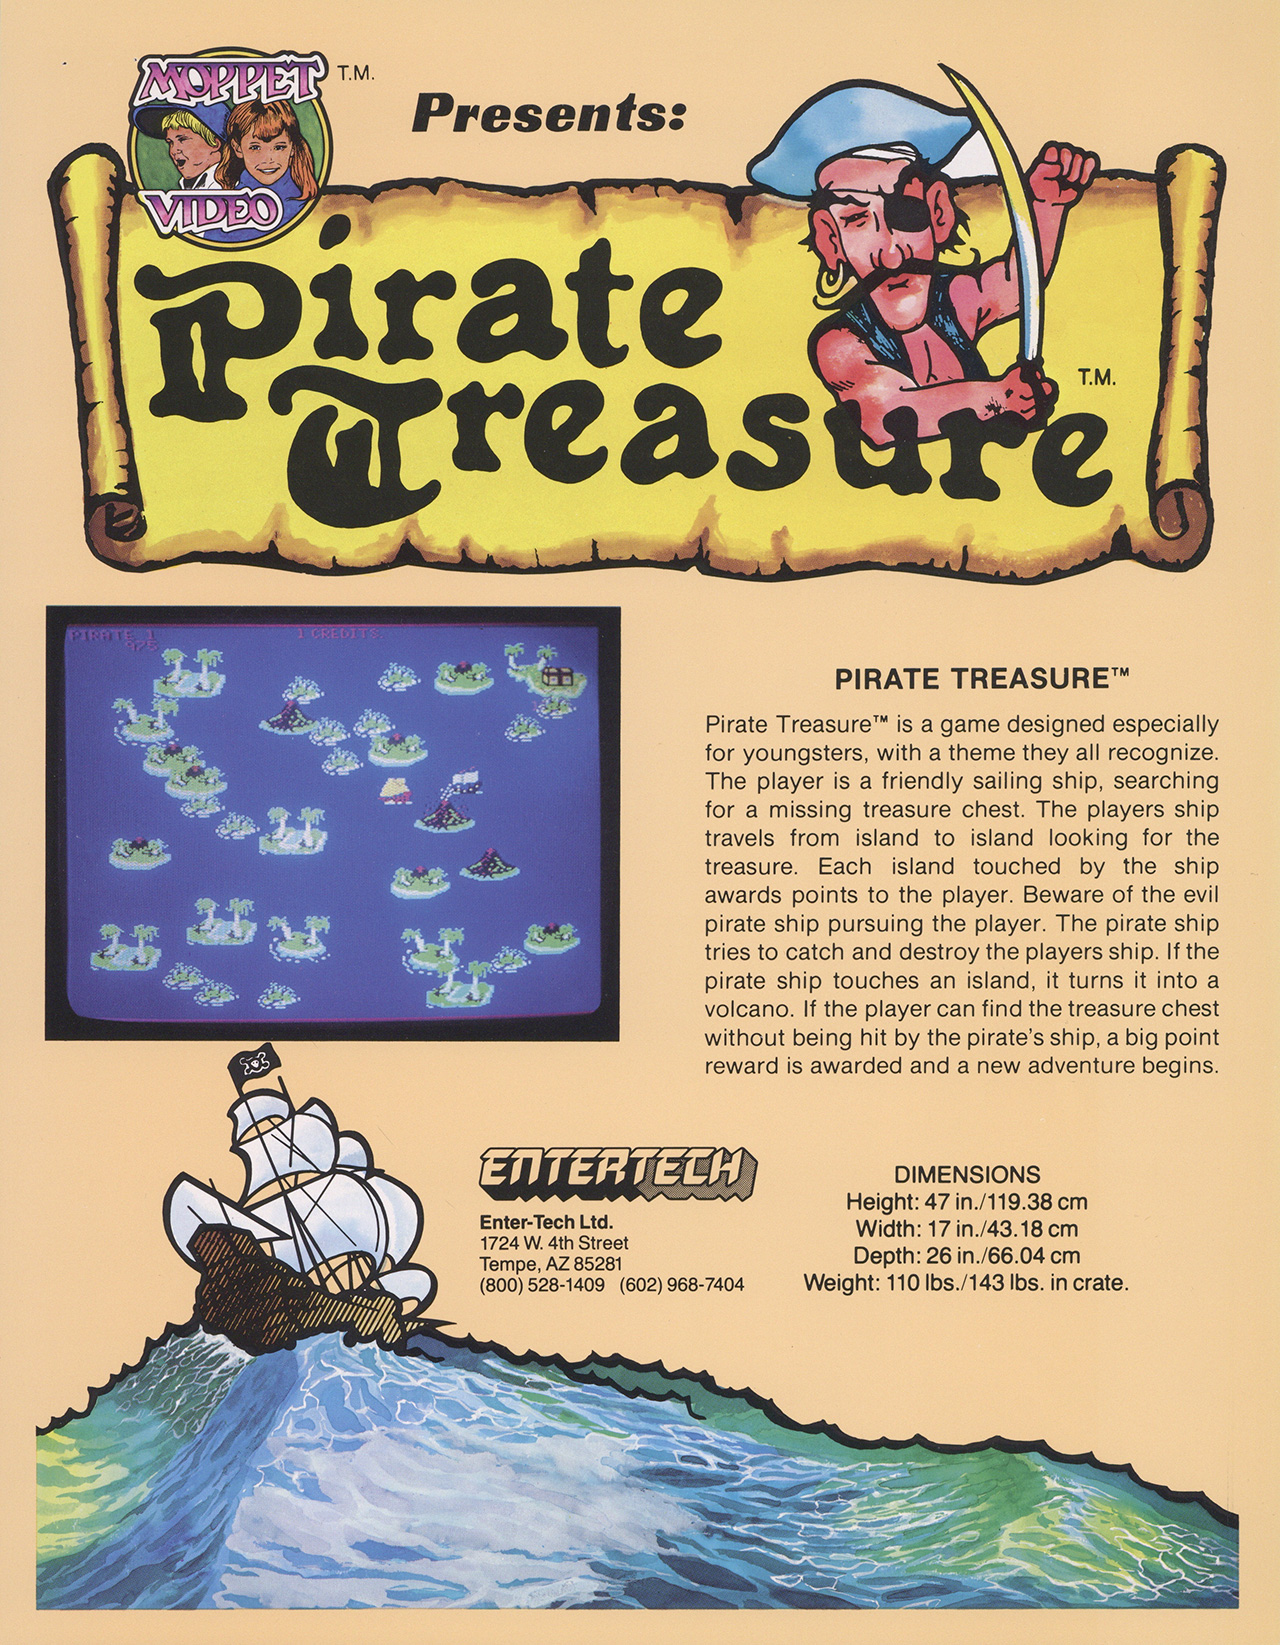 MOPPET
VIDEO
T.M.
Presents:
Pirate
Treasure
T.M.
PIRATE 1
975
1 CREDITS.
PIRATE TREASURE™
Pirate Treasure™ is a game designed especially
for youngsters, with a theme they all recognize.
The player is a friendly sailing ship, searching
for a missing treasure chest. The players ship
travels from island to island looking for the
treasure. Each island touched by the ship
awards points to the player. Beware of the evil
pirate ship pursuing the player. The pirate ship
tries to catch and destroy the players ship. If the
pirate ship touches an island, it turns it into a
volcano. If the player can find the treasure chest
without being hit by the pirate's ship, a big point
reward is awarded and a new adventure begins.
ENTERTECH
Enter-Tech Ltd.
1724 W. 4th Street
Tempe, AZ 85281
(800) 528-1409 (602) 968-7404
DIMENSIONS
Height: 47 in./119.38 cm
Width: 17 in./43.18 cm
Depth: 26 in./66.04 cm
Weight: 110 lbs./143 lbs. in crate.